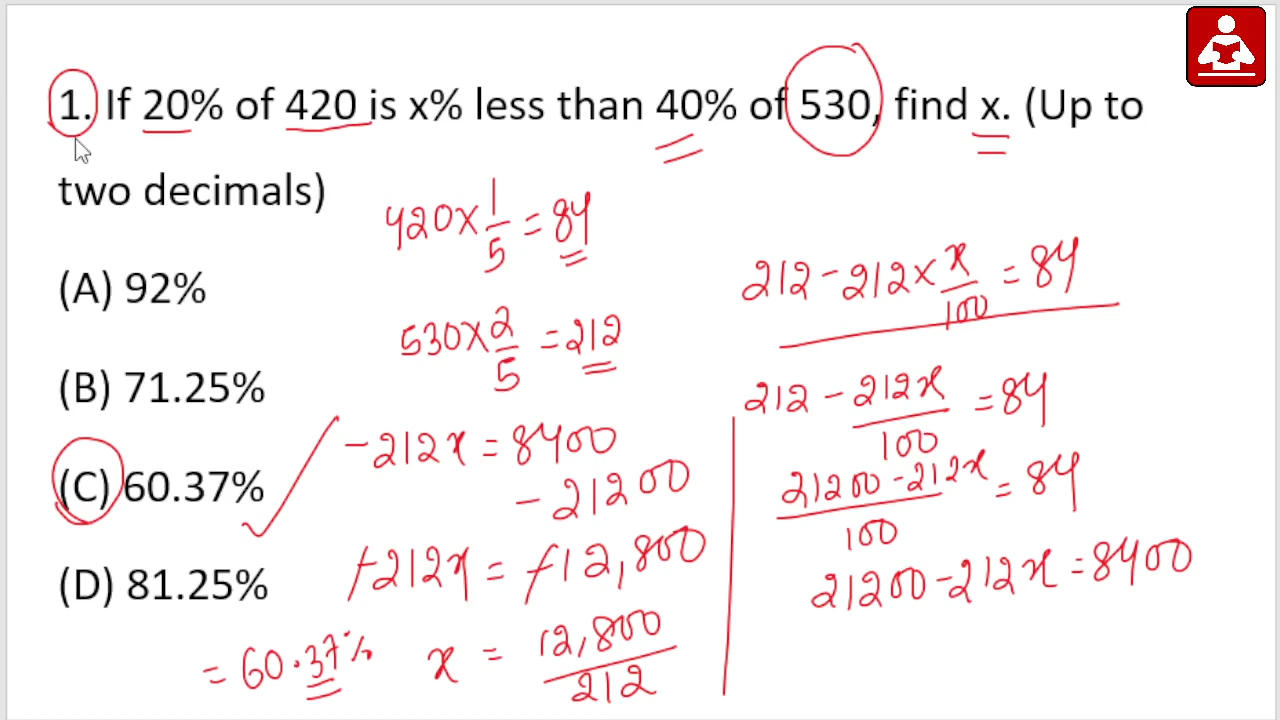 1. If 20% of 420 is x% less than 40% of 530, find x. (Up to
two decimals)
(A) 92%
(B) 71.25%
(C) 60.37%
(D) 81.25%
420 × 1/5 = 84
530 × 2/5 = 212
212 - 212 × x/100 = 84
212 - 212x/100 = 84
21200 - 212x/100 = 84
21200 - 212x = 8400
-212x = 8400
- 21200
-212x = -12,800
x = 12,800/212
= 60.37%